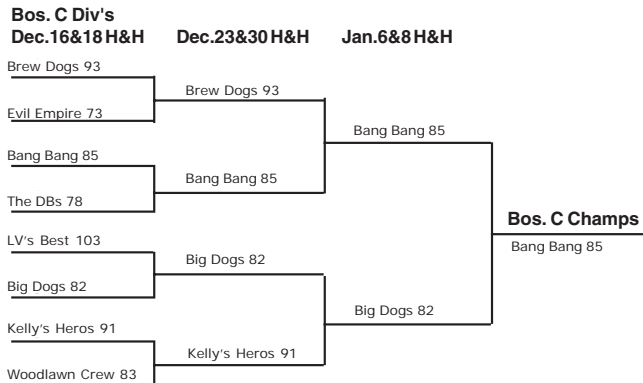 Bos. C Div's
Dec.16&18 H&H Dec.23&30 H&H Jan.6&8 H&H
Brew Dogs 93
Brew Dogs 93
Evil Empire 73
Bang Bang 85
Bang Bang 85
Bang Bang 85
The DBs 78
Bos. C Champs
Bang Bang 85
LV's Best 103
Big Dogs 82
Big Dogs 82
Big Dogs 82
Kelly's Heros 91
Kelly's Heros 91
Woodlawn Crew 83